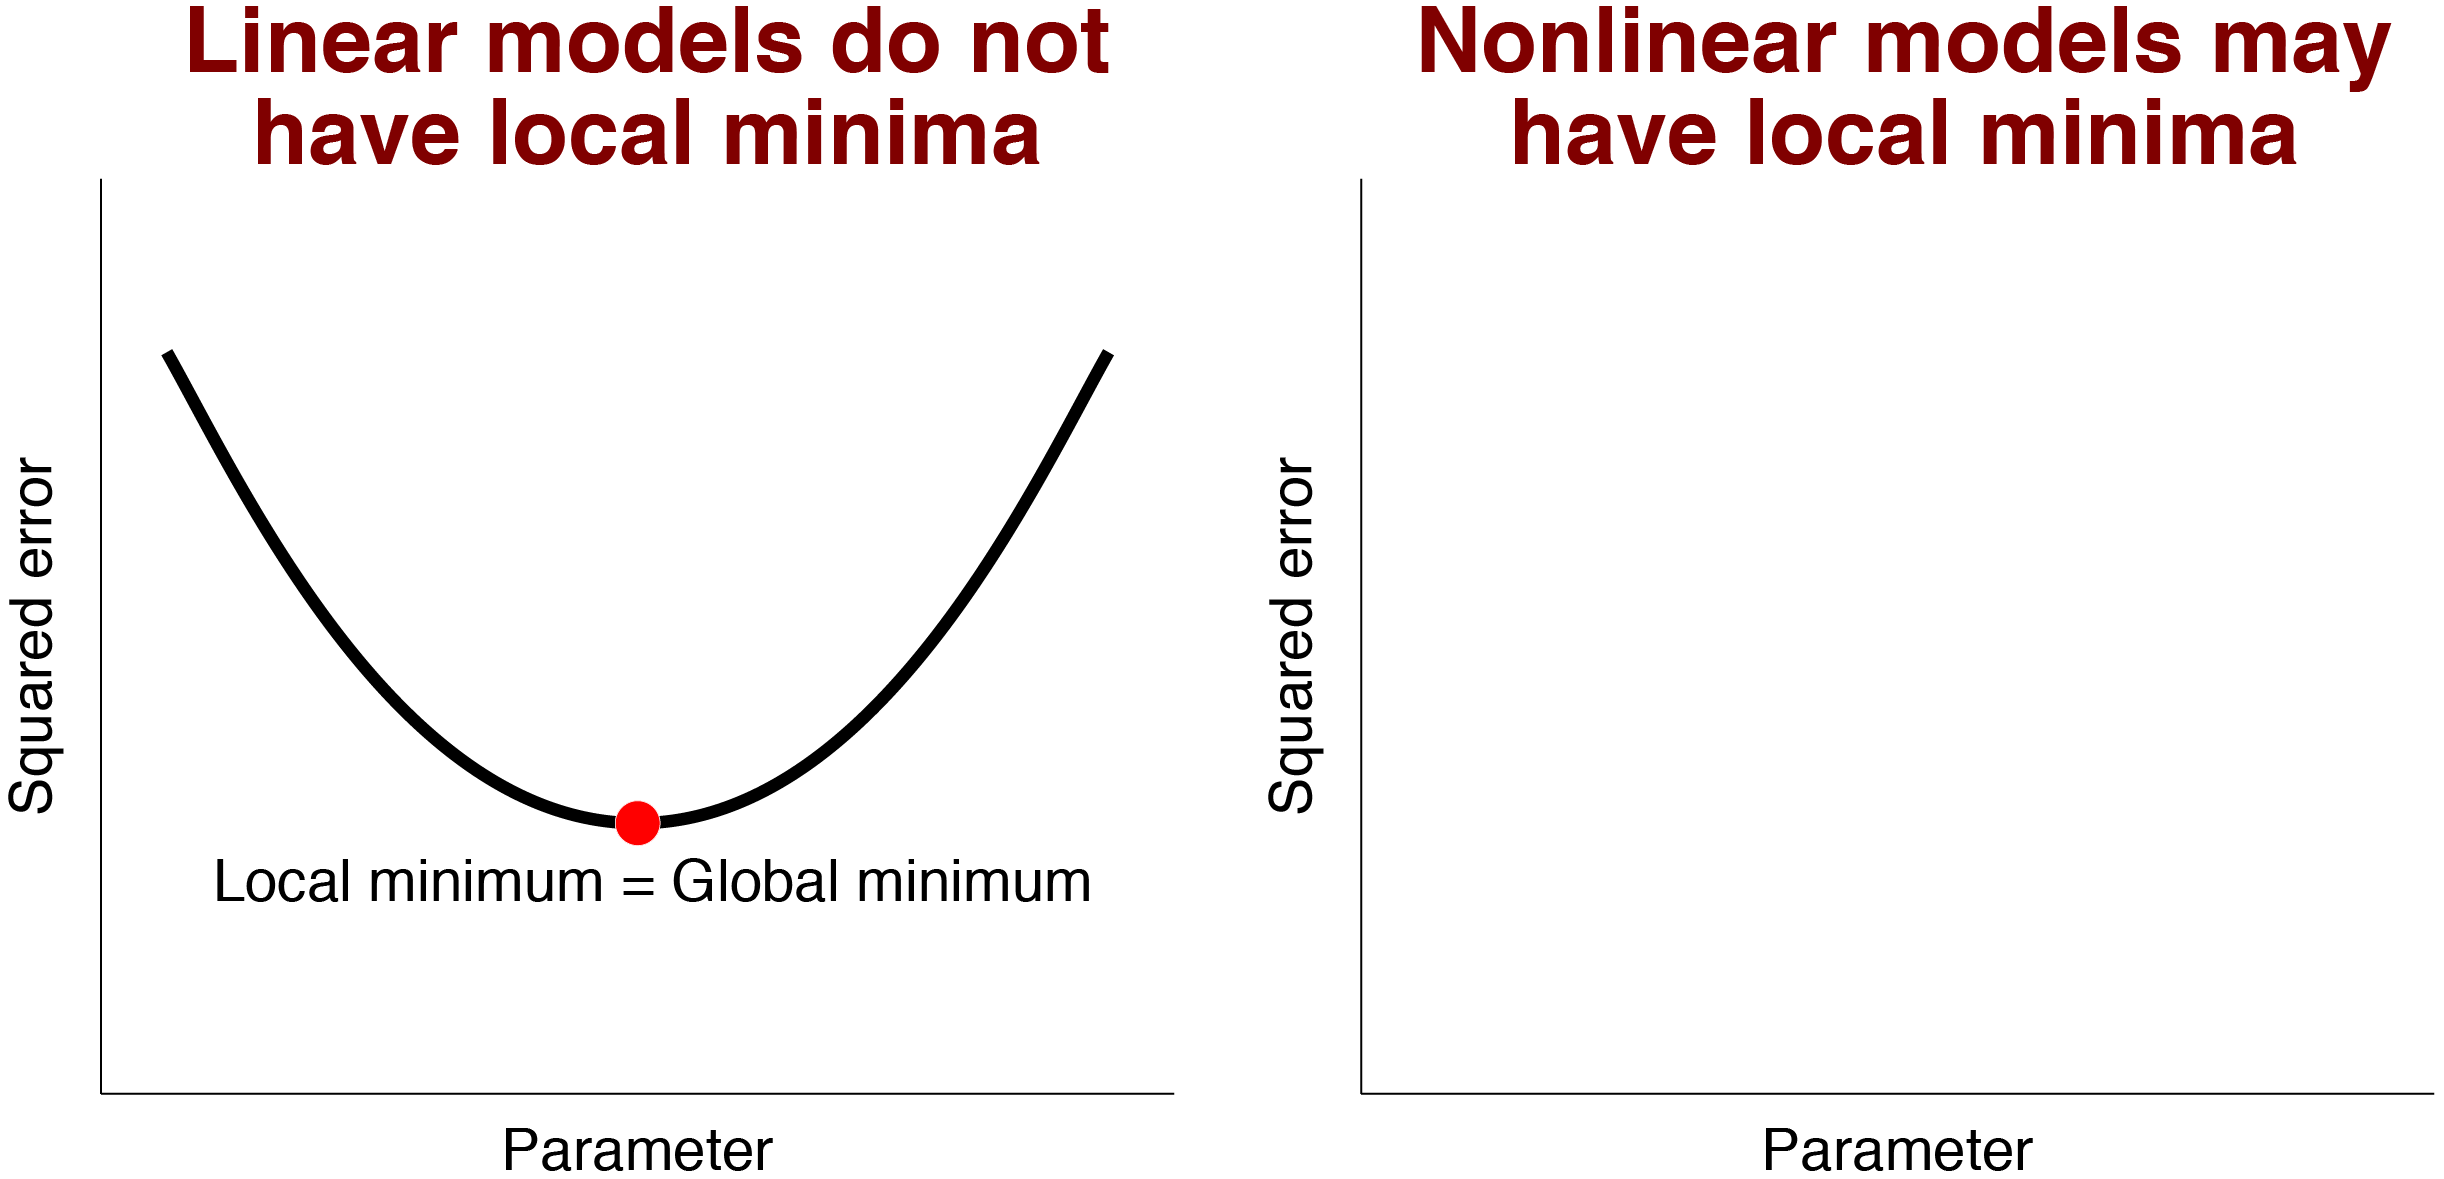 Linear models do not
have local minima
Squared error
Local minimum = Global minimum
Parameter
Nonlinear models may
have local minima
Squared error
Parameter